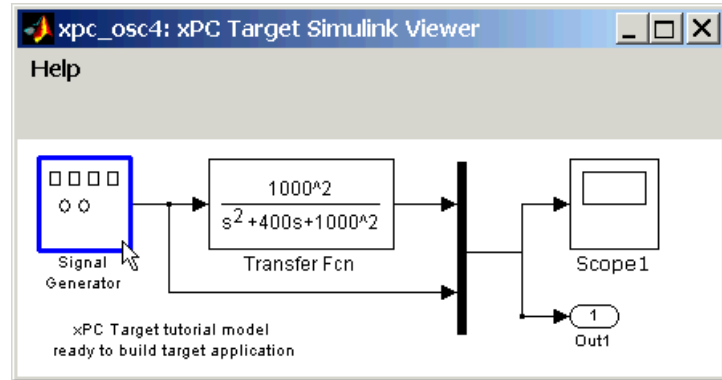 xpc_osc4: xPC Target Simulink Viewer
Help
1000^2
s2+400s+1000^2
Signal
Generator
Transfer Fcn
Scope1
1
Out1
xPC Target tutorial model
ready to build target application